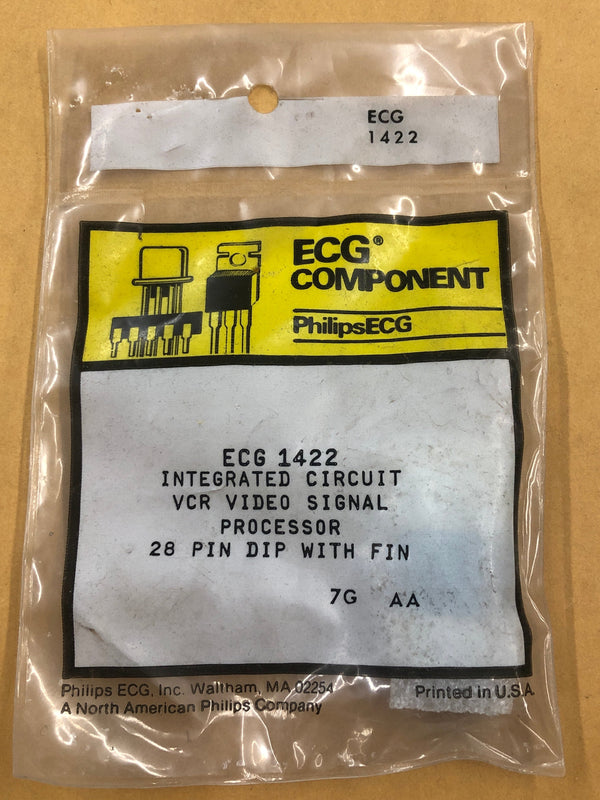 ECG
1422
ECG®
COMPONENT
PhilipsECG
ECG 1422
INTEGRATED CIRCUIT
VCR VIDEO SIGNAL
PROCESSOR
28 PIN DIP WITH FIN
7G AA
Philips ECG, Inc. Waltham, MA 02254
A North American Philips Company
Printed in U.S.A